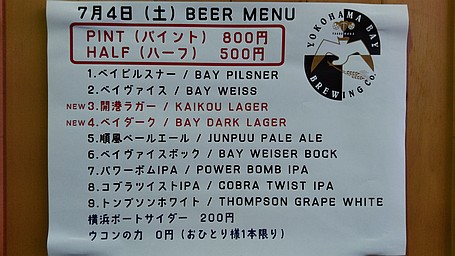 7月4日（土）BEER MENU
PINT（パイント）800円
HALF（ハーフ）500円
YOKOHAMA BAY
BREWING CO.
1.ベイピルスナー / BAY PILSNER
2.ベイヴァイス / BAY WEISS
NEW 3.開港ラガー / KAIKOU LAGER
NEW 4.ベイダーク / BAY DARK LAGER
5.順風ペールエール / JUNPUU PALE ALE
6.ベイヴァイスボック / BAY WEISER BOCK
7.パワーボムIPA / POWER BOMB IPA
8.コブラツイストIPA / COBRA TWIST IPA
9.トンプソンホワイト / THOMPSON GRAPE WHITE
横浜ポートサイダー 200円
ウコンの力 0円（おひとり様1本限り）